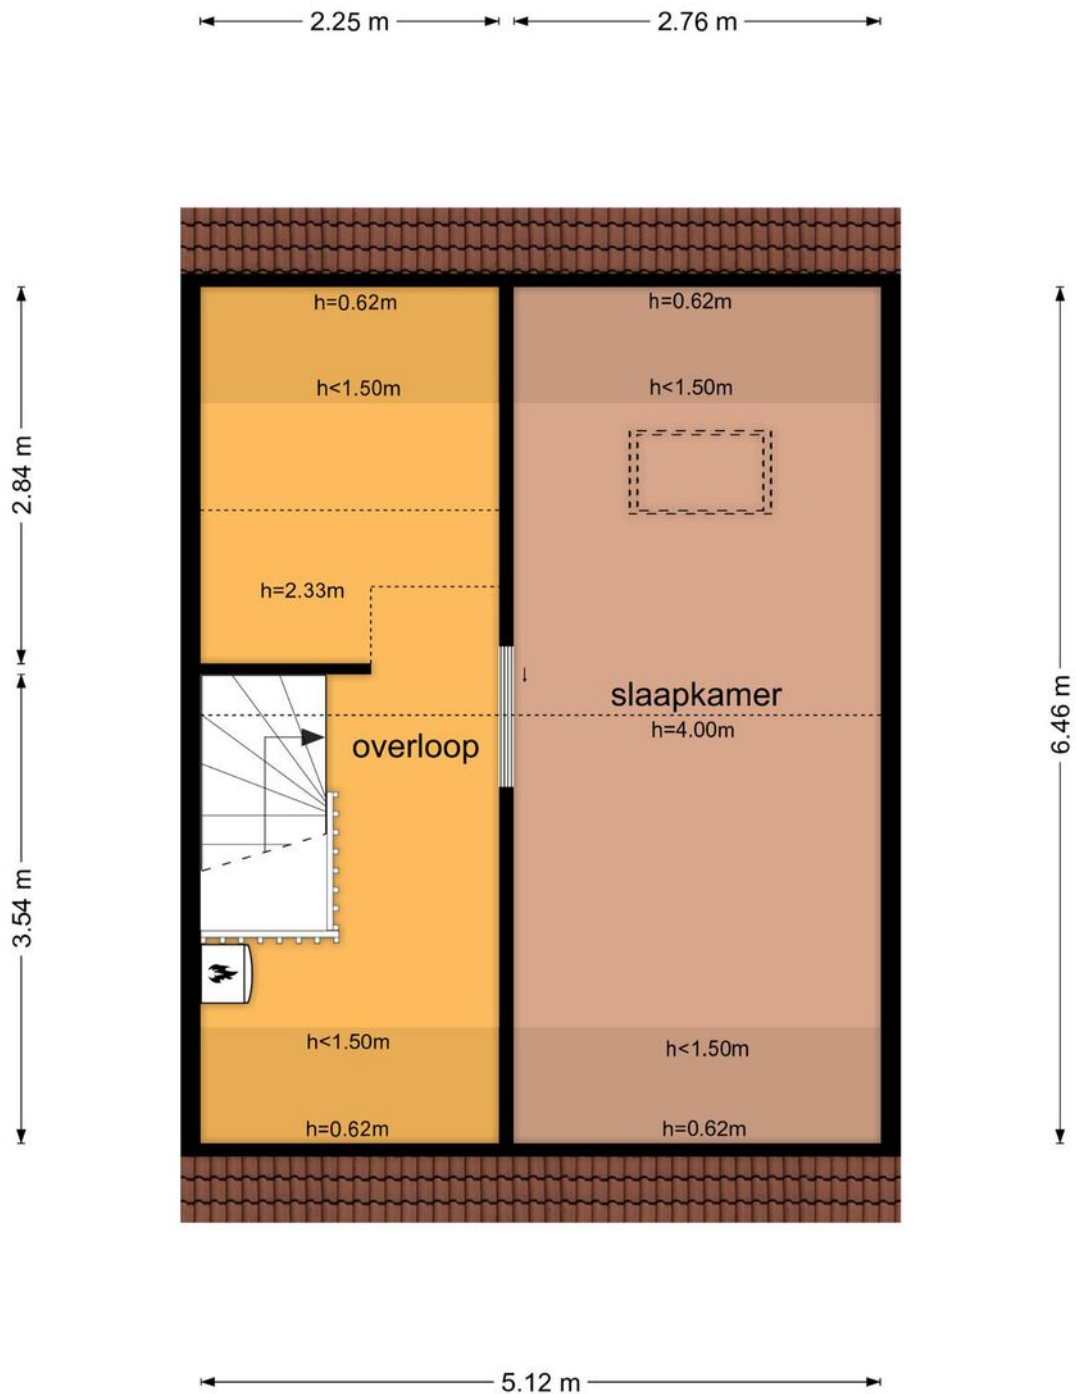 2.25 m
2.76 m
h=0.62m
h=0.62m
h<1.50m
h<1.50m
2.84 m
h=2.33m
slaapkamer
h=4.00m
overloop
6.46 m
3.54 m
h<1.50m
h<1.50m
h=0.62m
h=0.62m
5.12 m